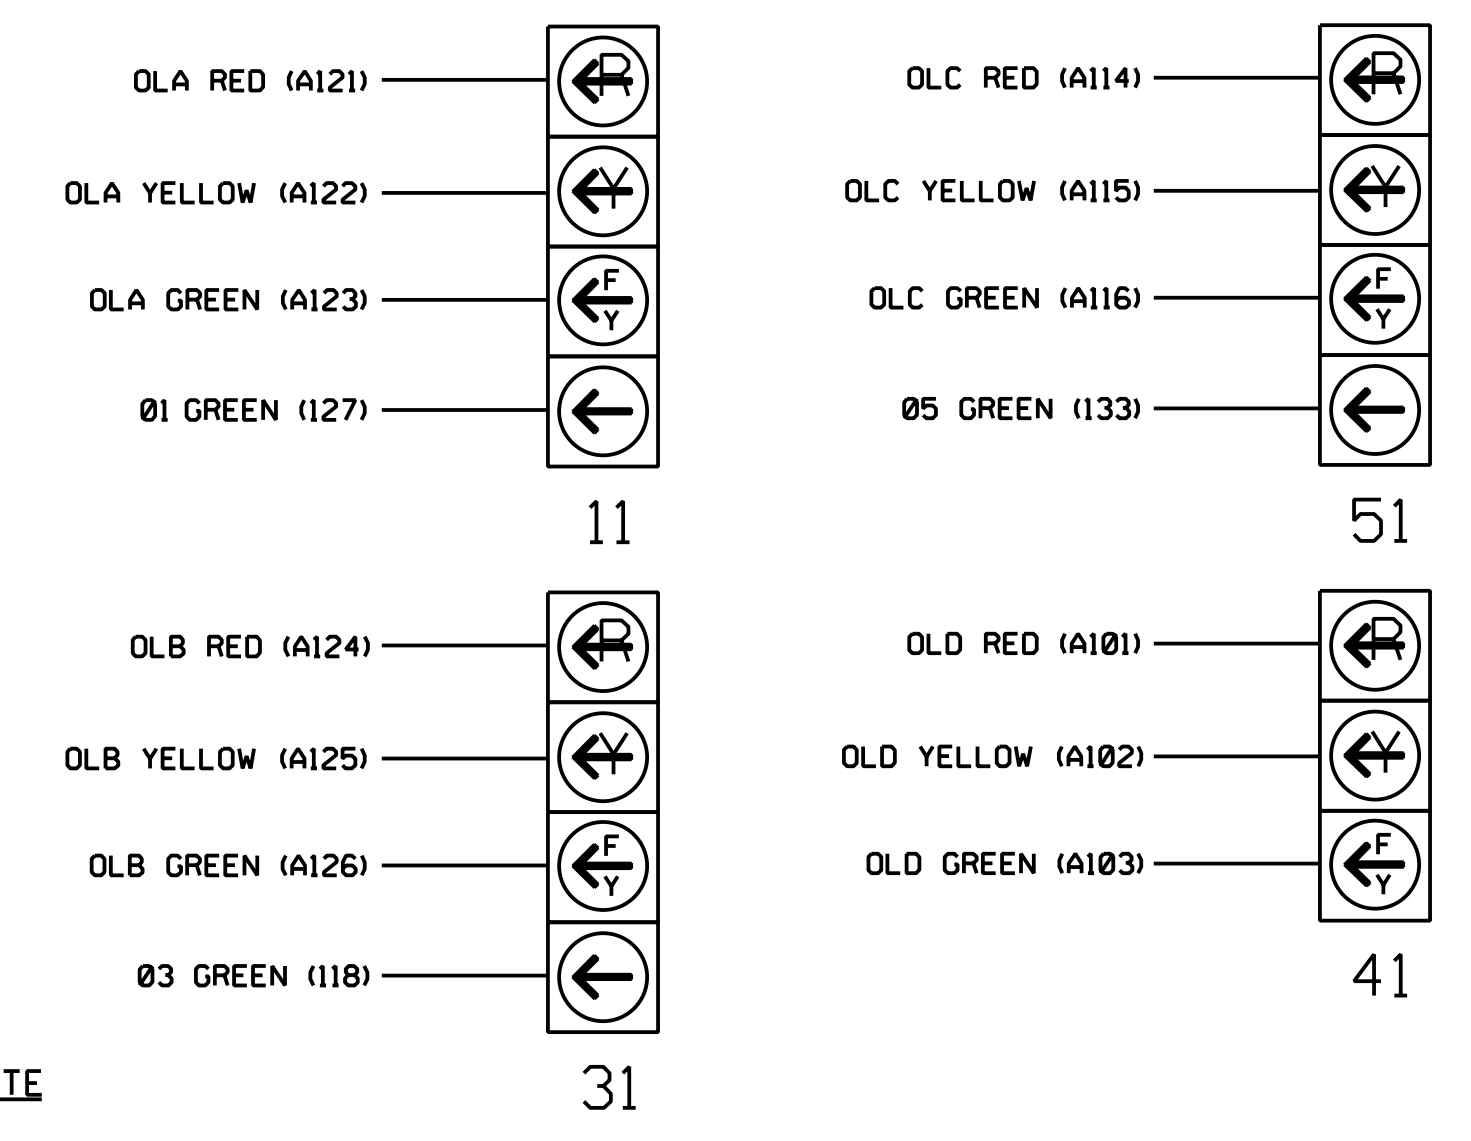 OLA RED (A121)
R
OLA YELLOW (A122)
Y
OLA GREEN (A123)
F
Y
01 GREEN (127)
11
OLC RED (A114)
R
OLC YELLOW (A115)
Y
OLC GREEN (A116)
F
Y
05 GREEN (133)
51
OLB RED (A124)
R
OLB YELLOW (A125)
Y
OLB GREEN (A126)
F
Y
03 GREEN (118)
31
OLD RED (A101)
R
OLD YELLOW (A102)
Y
OLD GREEN (A103)
F
Y
41
TE